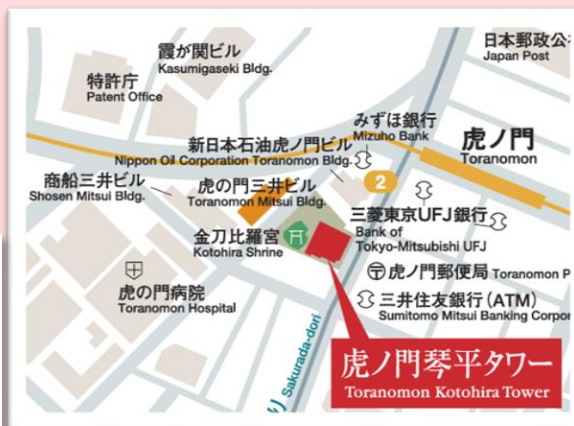 霞が関ビル
Kasumigaseki Bldg.
日本郵政公
Japan Post
特許庁
Patent Office
みずほ銀行
Mizuho Bank
新日本石油虎ノ門ビル
Nippon Oil Corporation Toranomon Bldg.
虎ノ門
Toranomon
商船三井ビル
Shosen Mitsui Bldg.
虎の門三井ビル
Toranomon Mitsui Bldg.
2
三菱東京UFJ銀行
Bank of
Tokyo-Mitsubishi UFJ
金刀比羅宮
Kotohira Shrine
虎ノ門郵便局 Toranomon P
虎の門病院
Toranomon Hospital
三井住友銀行(ATM)
Sumitomo Mitsui Banking Corpor
Sakurada-dori
虎ノ門琴平タワー
Toranomon Kotohira Tower